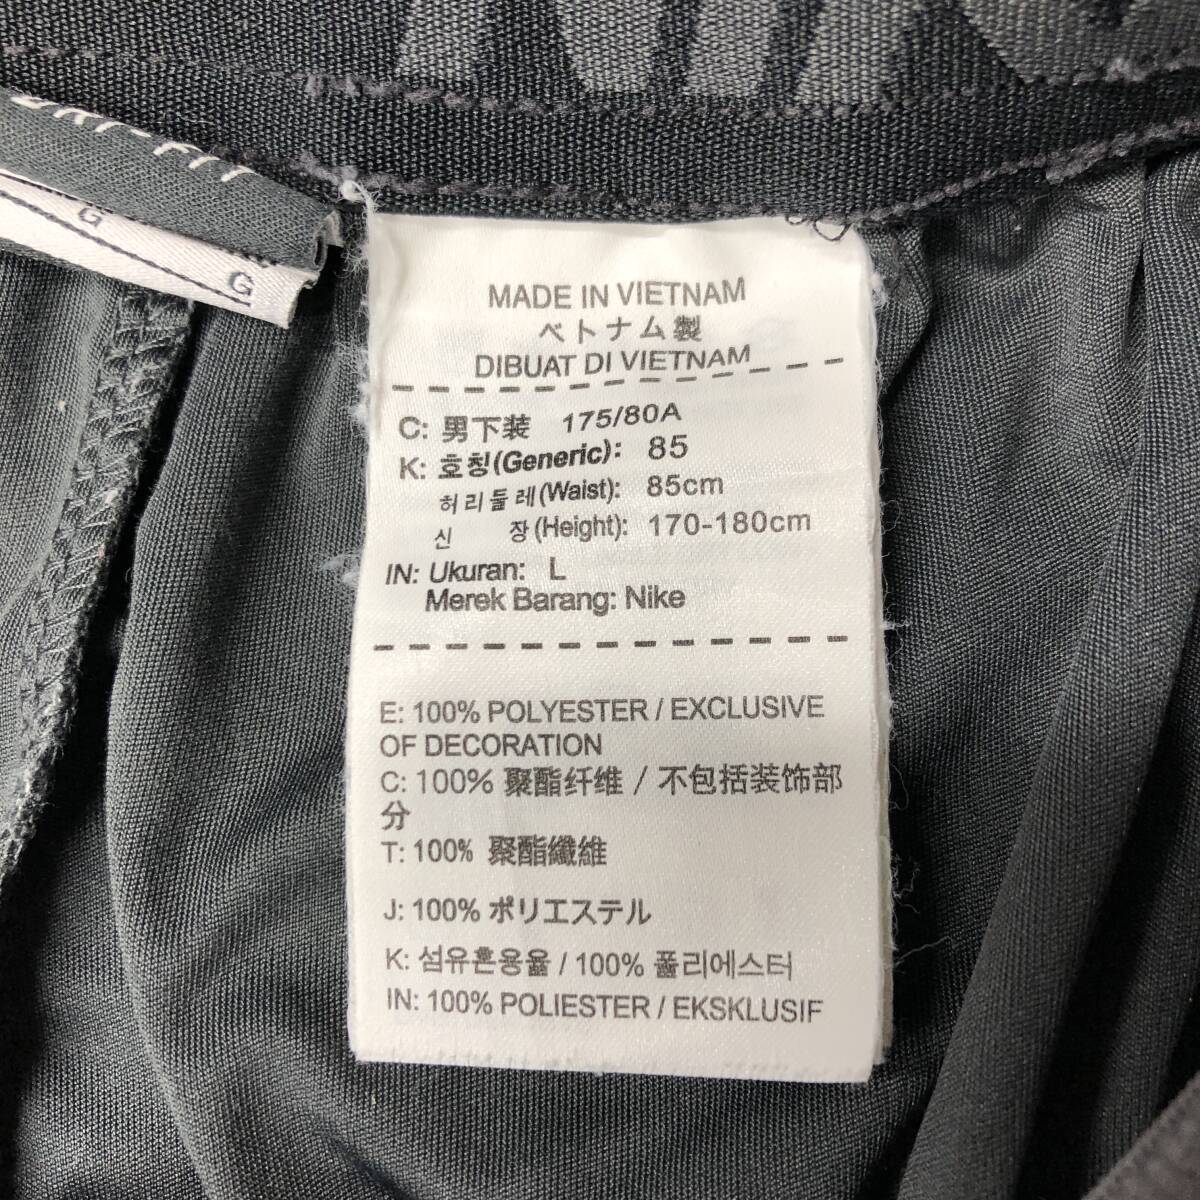 DRI-FIT
G
G
MADE IN VIETNAM
ベトナム製
DIBUAT DI VIETNAM
C: 男下装 175/80A
K: 호칭(Generic): 85
허리둘레(Waist): 85cm
신 장(Height): 170-180cm
IN: Ukuran: L
Merek Barang: Nike
E: 100% POLYESTER / EXCLUSIVE
OF DECORATION
C: 100% 聚酯纤维 / 不包括装饰部
分
T: 100% 聚酯纖維
J: 100% ポリエステル
K: 섬유혼용율 / 100% 폴리에스터
IN: 100% POLIESTER / EKSKLUSIF